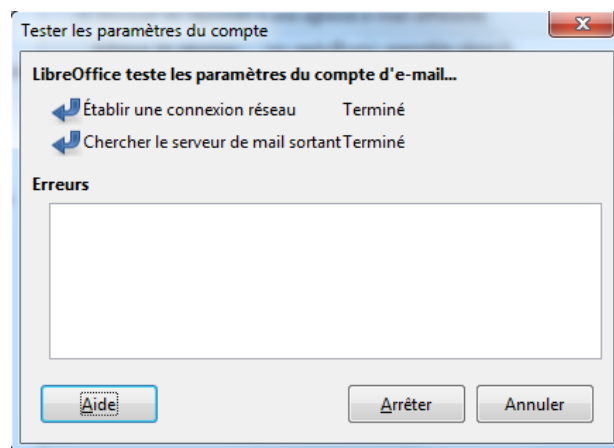 Tester les paramètres du compte
LibreOffice teste les paramètres du compte d'e-mail...
Établir une connexion réseau Terminé
Chercher le serveur de mail sortant Terminé
Erreurs
Aide Arrêter Annuler